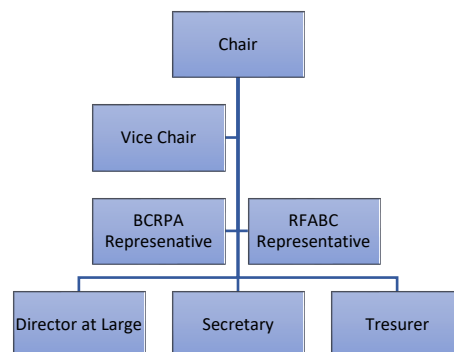 Chair
Vice Chair
BCRPA
Represenative
RFABC
Representative
Director at Large
Secretary
Tresurer